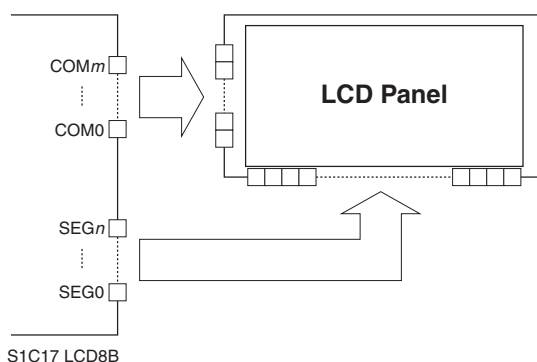 COMm
COM0
SEGn
SEG0
LCD Panel
S1C17 LCD8B